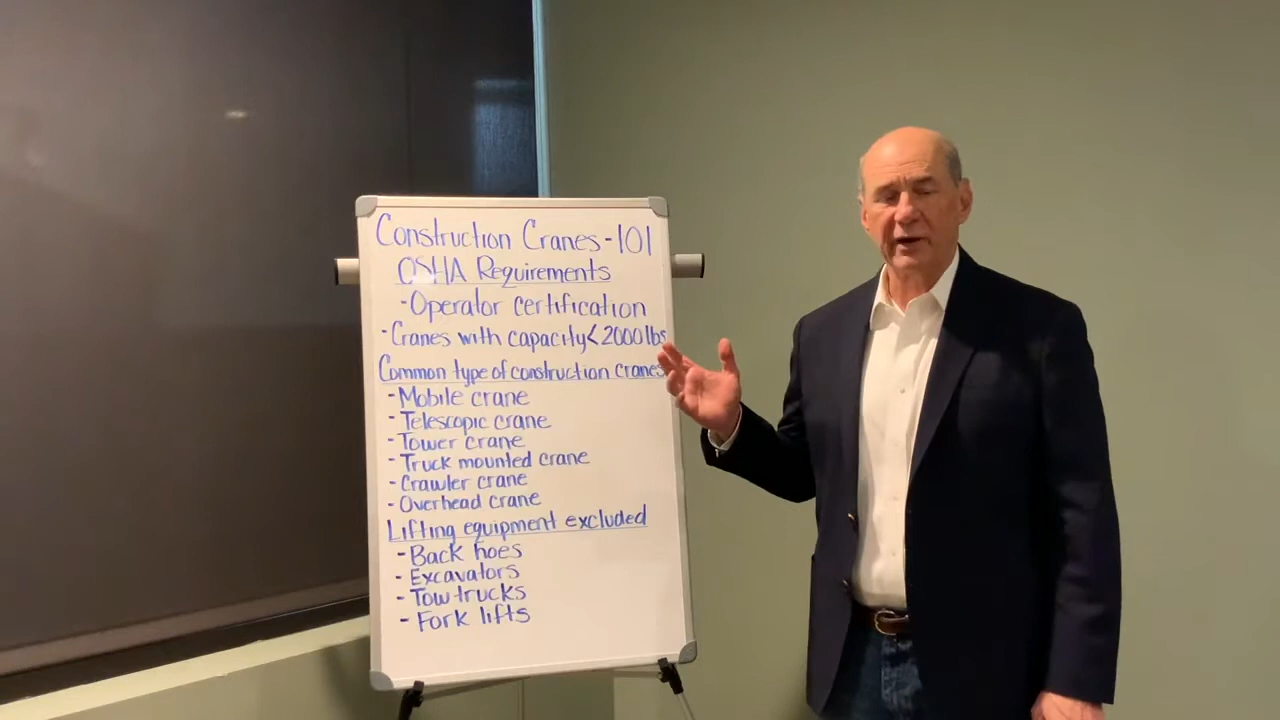 Construction Cranes-101
OSHA Requirements
-Operator certification
-Cranes with capacity<2000lbs
Common type of construction cranes
-Mobile crane
-Telescopic crane
-Tower crane
-Truck mounted crane
-Crawler crane
-Overhead crane
Lifting equipment excluded
-Back hoes
-Excavators
-Tow trucks
-Fork lifts